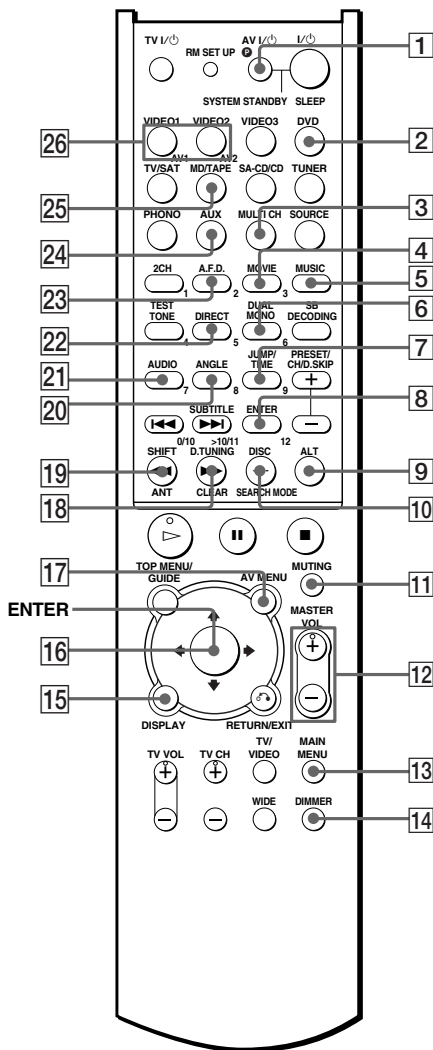 TV I/⏻ RM SET UP AV I/⏻ I/⏻
P
SYSTEM STANDBY SLEEP
1
VIDEO1 VIDEO2 VIDEO3 DVD
26
2
AV1 AV2
TV/SAT MD/TAPE SA-CD/CD TUNER
25
PHONO AUX MULTI CH SOURCE
3
24
4
2CH A.F.D. MOVIE MUSIC
5
1 2 3
23
TEST TONE DIRECT DUAL MONO SB DECODING
6
4 5 6
22
AUDIO ANGLE JUMP/TIME PRESET/CH/D.SKIP
7
+
7 8 9
21
20
SUBTITLE ENTER
8
−
0/10 >10/11 12
SHIFT D.TUNING DISC ALT
9
19
-
ANT CLEAR SEARCH MODE
18
10
TOP MENU/GUIDE AV MENU MUTING
17
11
ENTER
MASTER VOL
+
16
12
−
15
DISPLAY RETURN/EXIT
TV VOL TV CH TV/VIDEO MAIN MENU
+ +
13
WIDE DIMMER
− −
14